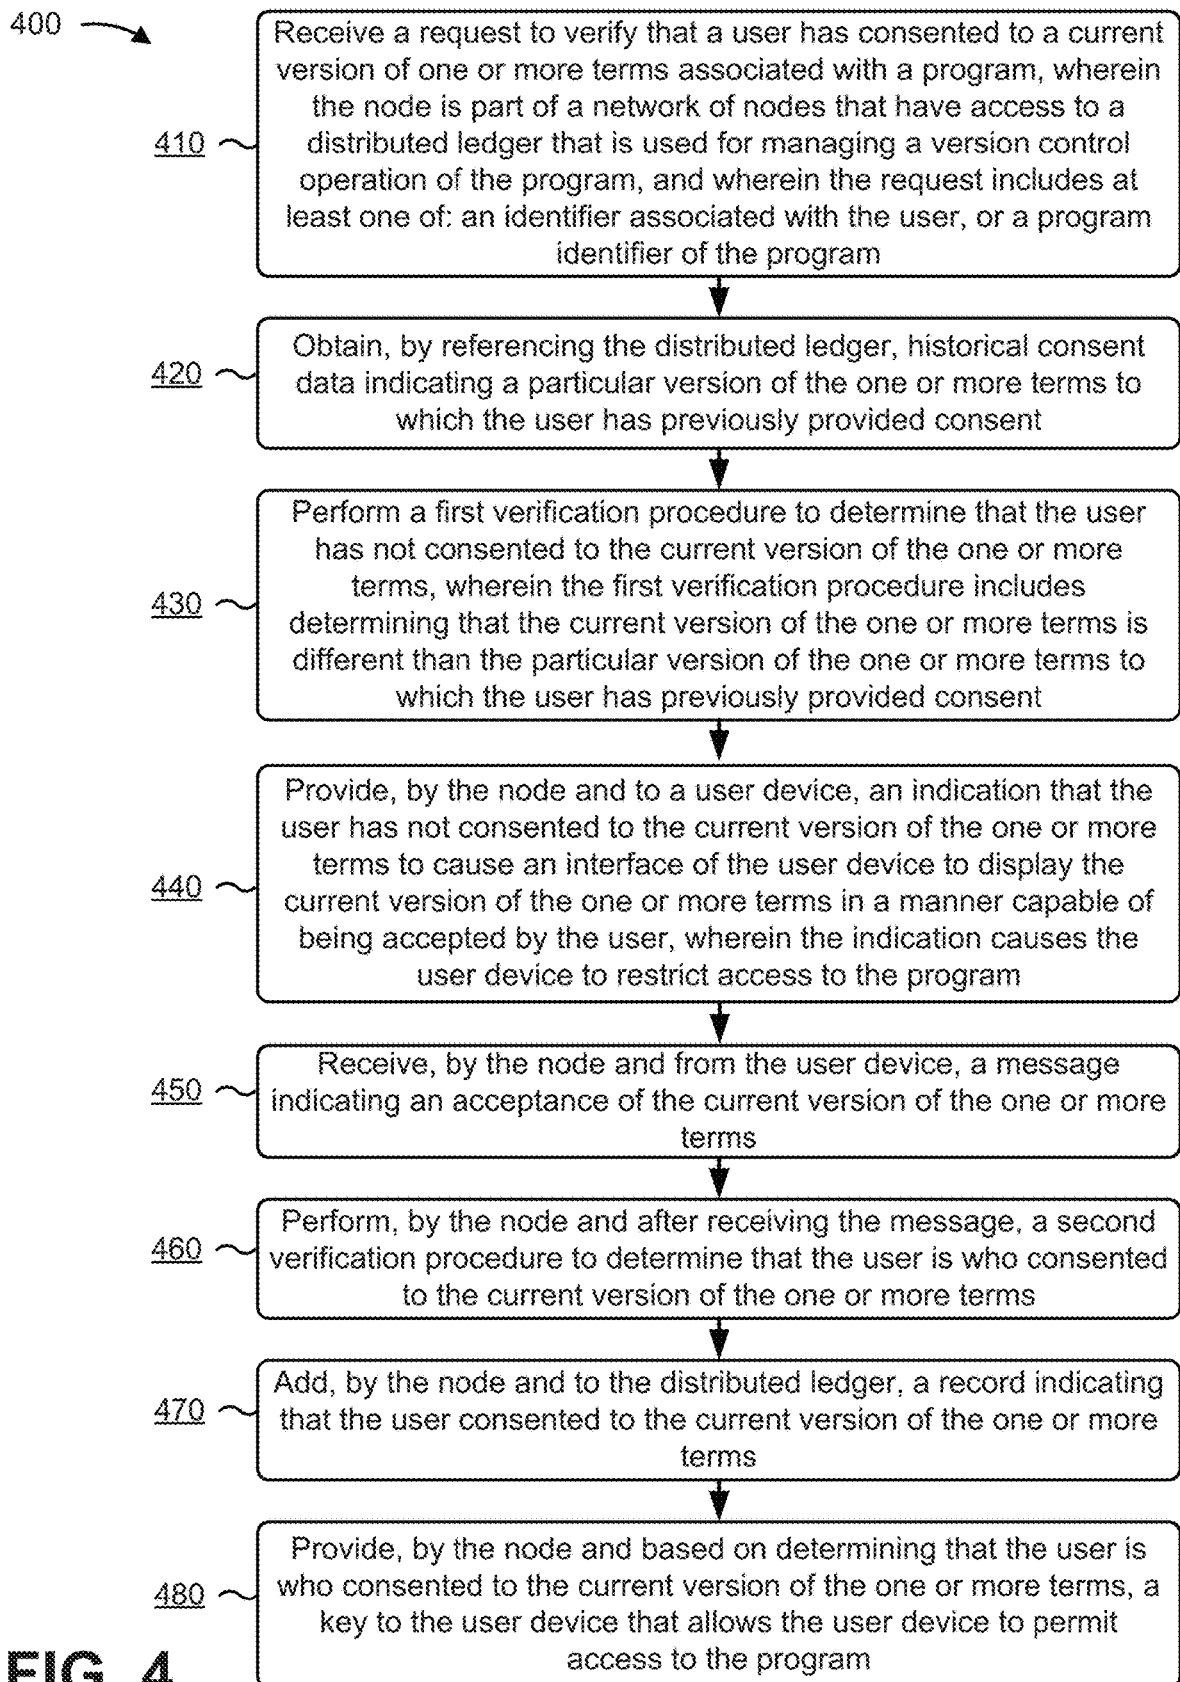 400
Receive a request to verify that a user has consented to a current
version of one or more terms associated with a program, wherein
the node is part of a network of nodes that have access to a
distributed ledger that is used for managing a version control
operation of the program, and wherein the request includes at
least one of: an identifier associated with the user, or a program
identifier of the program
410
Obtain, by referencing the distributed ledger, historical consent
data indicating a particular version of the one or more terms to
which the user has previously provided consent
420
Perform a first verification procedure to determine that the user
has not consented to the current version of the one or more
terms, wherein the first verification procedure includes
determining that the current version of the one or more terms is
different than the particular version of the one or more terms to
which the user has previously provided consent
430
Provide, by the node and to a user device, an indication that the
user has not consented to the current version of the one or more
terms to cause an interface of the user device to display the
current version of the one or more terms in a manner capable of
being accepted by the user, wherein the indication causes the
user device to restrict access to the program
440
Receive, by the node and from the user device, a message
indicating an acceptance of the current version of the one or more
terms
450
Perform, by the node and after receiving the message, a second
verification procedure to determine that the user is who consented
to the current version of the one or more terms
460
Add, by the node and to the distributed ledger, a record indicating
that the user consented to the current version of the one or more
terms
470
Provide, by the node and based on determining that the user is
who consented to the current version of the one or more terms, a
key to the user device that allows the user device to permit
access to the program
480
FIG. 4